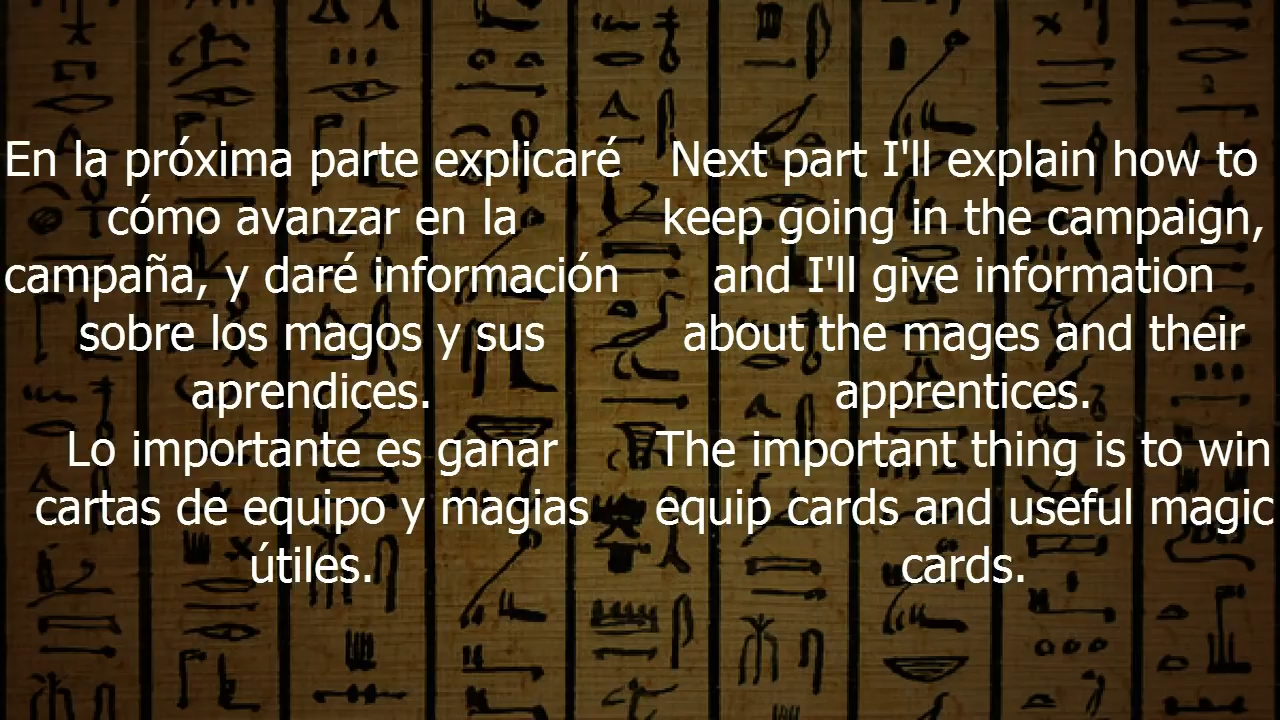 En la próxima parte explicaré
cómo avanzar en la
campaña, y daré información
sobre los magos y sus
aprendices.
Lo importante es ganar
cartas de equipo y magias
útiles.
Next part I'll explain how to
keep going in the campaign,
and I'll give information
about the mages and their
apprentices.
The important thing is to win
equip cards and useful magic
cards.